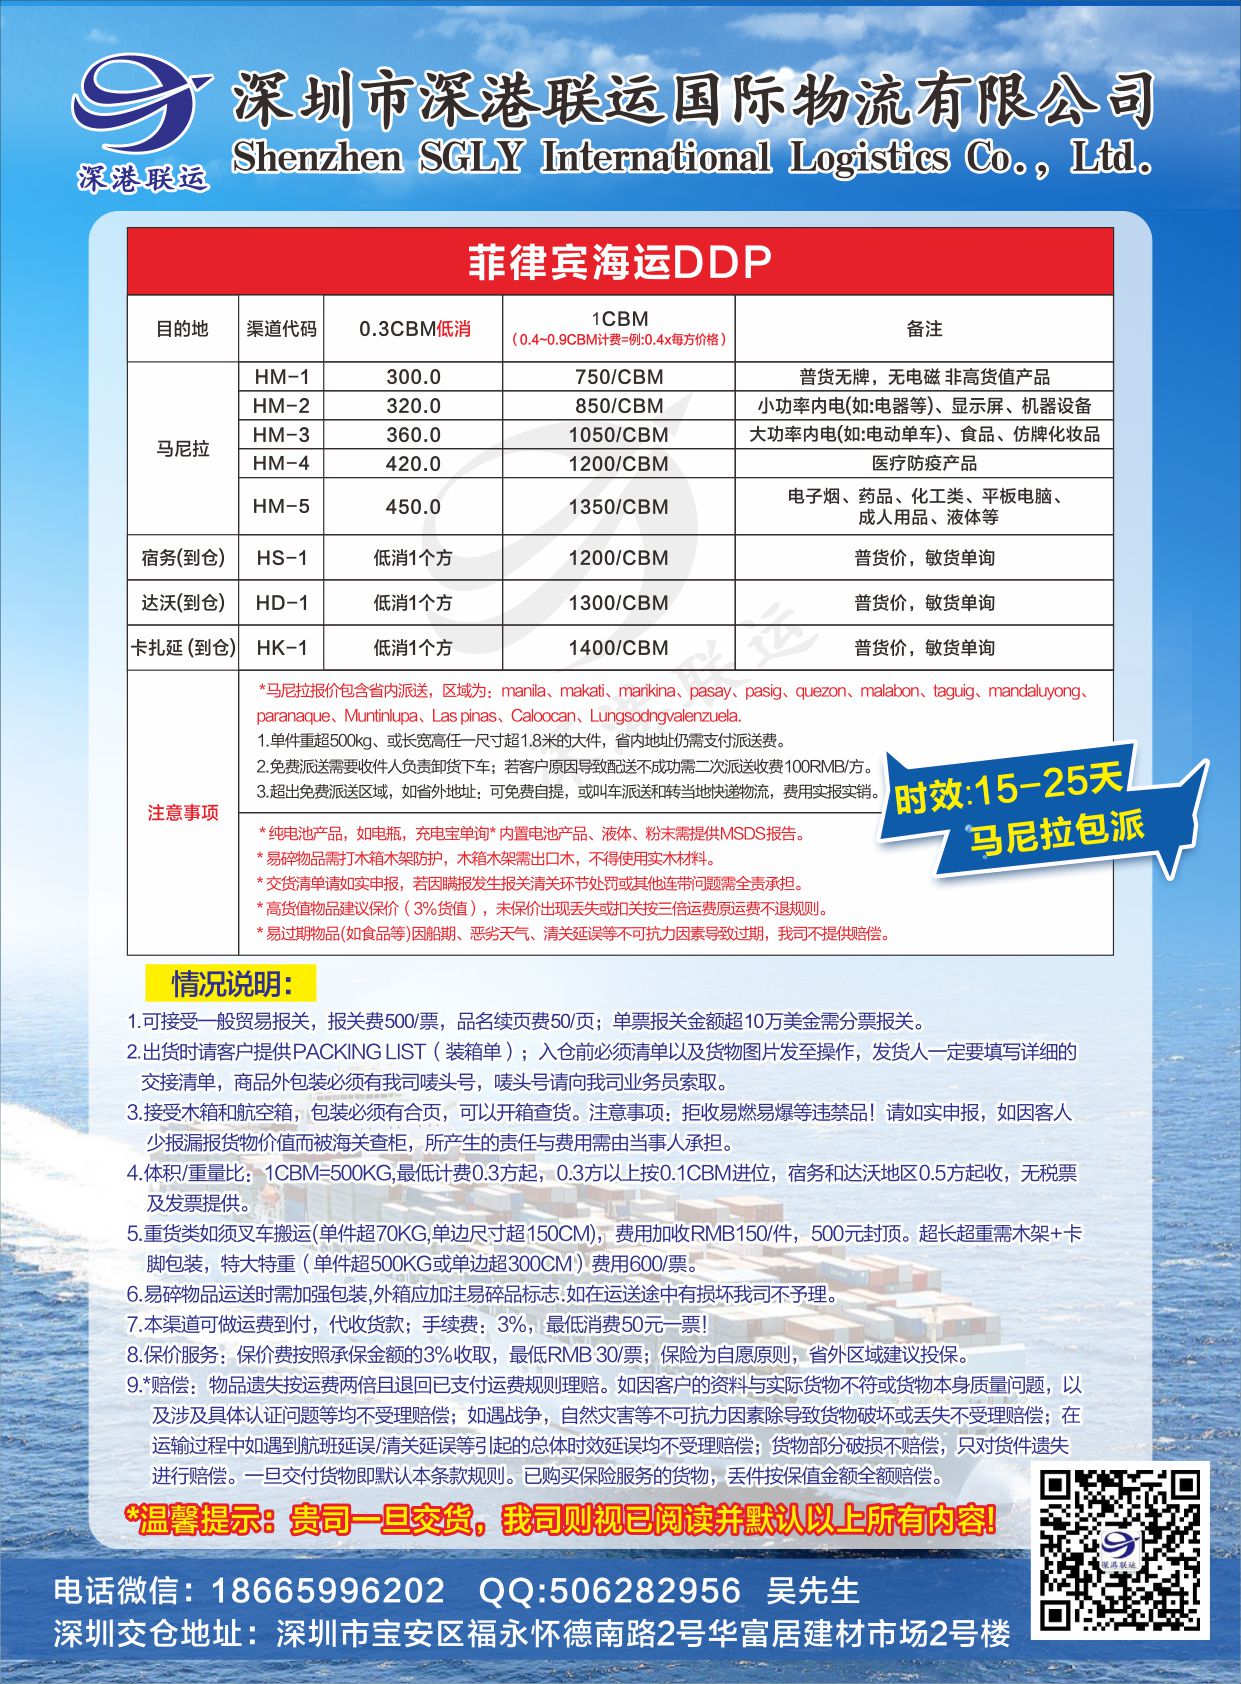 深圳市深港联运国际物流有限公司
Shenzhen SGLY International Logistics Co., Ltd.
深港联运
菲律宾海运DDP
目的地 渠道代码 0.3CBM低消 1CBM 备注
(0.4~0.9CBM计费=例:0.4x每方价格)
马尼拉
HM-1 300.0 750/CBM 普货无牌，无电磁 非高货值产品
HM-2 320.0 850/CBM 小功率内电(如:电器等)、显示屏、机器设备
HM-3 360.0 1050/CBM 大功率内电(如:电动单车)、食品、仿牌化妆品
HM-4 420.0 1200/CBM 医疗防疫产品
HM-5 450.0 1350/CBM 电子烟、药品、化工类、平板电脑、
成人用品、液体等
宿务(到仓) HS-1 低消1个方 1200/CBM 普货价，敏货单询
达沃(到仓) HD-1 低消1个方 1300/CBM 普货价，敏货单询
卡扎延(到仓) HK-1 低消1个方 1400/CBM 普货价，敏货单询
注意事项
*马尼拉报价包含省内派送，区域为：manila、makati、marikina、pasay、pasig、quezon、malabon、taguig、mandaluyong、
paranaque、Muntinlupa、Las pinas、Caloocan、Lungsodngvalenzuela.
1.单件重超500kg、或长宽高任一尺寸超1.8米的大件，省内地址仍需支付派送费。
2.免费派送需要收件人负责卸货下车；若客户原因导致配送不成功需二次派送收费100RMB/方。
3.超出免费派送区域，如省外地址：可免费自提，或叫车派送和转当地快递物流，费用实报实销。
*纯电池产品，如电瓶，充电宝单询*内置电池产品、液体、粉末需提供MSDS报告。
*易碎物品需打木箱木架防护，木箱木架需出口木，不得使用实木材料。
*交货清单请如实申报，若因瞒报发生报关清关环节处罚或其他连带问题需全责承担。
*高货值物品建议保价（3%货值），未保价出现丢失或扣关按三倍运费原运费不退规则。
*易过期物品(如食品等)因船期、恶劣天气、清关延误等不可抗力因素导致过期，我司不提供赔偿。
时效:15-25天
马尼拉包派
深港联运
情况说明：
1.可接受一般贸易报关，报关费500/票，品名续页费50/页；单票报关金额超10万美金需分票报关。
2.出货时请客户提供PACKING LIST（装箱单）；入仓前必须清单以及货物图片发至操作，发货人一定要填写详细的
交接清单，商品外包装必须有我司唛头号，唛头号请向我司业务员索取。
3.接受木箱和航空箱，包装必须有合页，可以开箱查货。注意事项：拒收易燃易爆等违禁品！请如实申报，如因客人
少报漏报货物价值而被海关查柜，所产生的责任与费用需由当事人承担。
4.体积/重量比：1CBM=500KG,最低计费0.3方起，0.3方以上按0.1CBM进位，宿务和达沃地区0.5方起收，无税票
及发票提供。
5.重货类如须叉车搬运(单件超70KG,单边尺寸超150CM)，费用加收RMB150/件，500元封顶。超长超重需木架+卡
脚包装，特大特重（单件超500KG或单边超300CM）费用600/票。
6.易碎物品运送时需加强包装,外箱应加注易碎品标志.如在运送途中有损坏我司不予理。
7.本渠道可做运费到付，代收货款；手续费：3%，最低消费50元一票！
8.保价服务：保价费按照承保金额的3%收取，最低RMB 30/票；保险为自愿原则，省外区域建议投保。
9.*赔偿：物品遗失按运费两倍且退回已支付运费规则理赔。如因客户的资料与实际货物不符或货物本身质量问题，以
及涉及具体认证问题等均不受理赔偿；如遇战争，自然灾害等不可抗力因素除导致货物破坏或丢失不受理赔偿；在
运输过程中如遇到航班延误/清关延误等引起的总体时效延误均不受理赔偿；货物部分破损不赔偿，只对货件遗失
进行赔偿。一旦交付货物即默认本条款规则。已购买保险服务的货物，丢件按保值金额全额赔偿。
*温馨提示：贵司一旦交货，我司则视已阅读并默认以上所有内容!
深港联运
电话微信：18665996202 QQ:506282956 吴先生
深圳交仓地址：深圳市宝安区福永怀德南路2号华富居建材市场2号楼